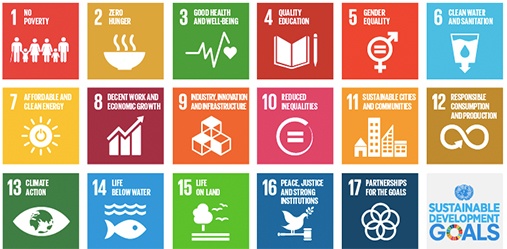 1 NO
POVERTY
2 ZERO
HUNGER
3 GOOD HEALTH
AND WELL-BEING
4 QUALITY
EDUCATION
5 GENDER
EQUALITY
6 CLEAN WATER
AND SANITATION
7 AFFORDABLE AND
CLEAN ENERGY
8 DECENT WORK AND
ECONOMIC GROWTH
9 INDUSTRY, INNOVATION
AND INFRASTRUCTURE
10 REDUCED
INEQUALITIES
11 SUSTAINABLE CITIES
AND COMMUNITIES
12 RESPONSIBLE
CONSUMPTION
AND PRODUCTION
13 CLIMATE
ACTION
14 LIFE
BELOW WATER
15 LIFE
ON LAND
16 PEACE, JUSTICE
AND STRONG
INSTITUTIONS
17 PARTNERSHIPS
FOR THE GOALS
SUSTAINABLE
DEVELOPMENT
GOALS